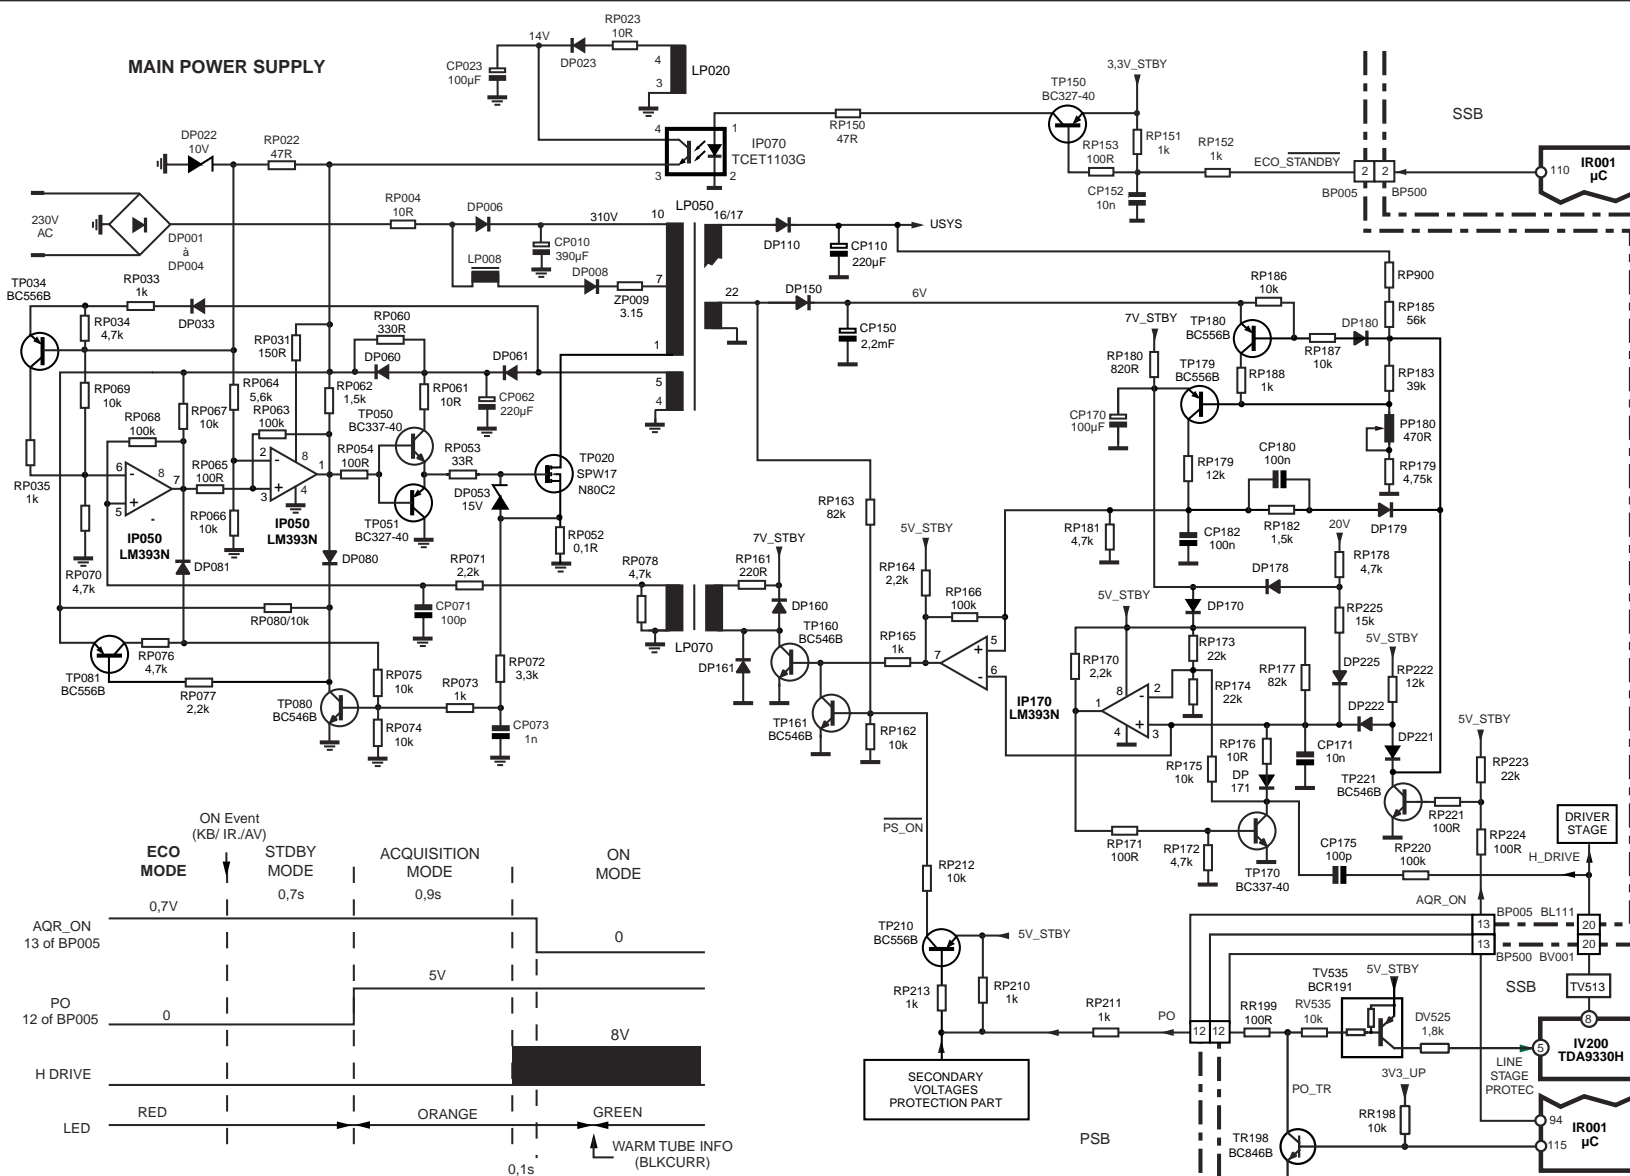 RP023
10R
14V
MAIN POWER SUPPLY
CP023
100µF
DP023
4
3
LP020
3,3V_STBY
TP150
BC327-40
SSB
DP022
10V
RP022
47R
4
1
3
2
IP070
TCET1103G
RP150
47R
RP153
100R
RP151
1k
RP152
1k
CP152
10n
ECO_STANDBY
2
2
BP005
BP500
110
IR001
µC
230V
AC
DP001
à
DP004
RP004
10R
DP006
310V
10
LP050
16/17
DP110
USYS
CP010
390µF
LP008
DP008
ZP009
3.15
7
CP110
220µF
22
DP150
6V
CP150
2,2mF
1
5
4
TP034
BC556B
RP033
1k
DP033
RP034
4,7k
RP031
150R
RP060
330R
DP060
DP061
RP069
10k
RP068
100k
RP067
10k
RP064
5,6k
RP063
100k
RP062
1,5k
RP061
10R
CP062
220µF
TP050
BC337-40
RP054
100R
RP053
33R
DP053
15V
TP020
SPW17
N80C2
RP035
1k
6
5
8
7
-
+
-
RP065
100R
RP066
10k
2
3
8
4
1
-
+
IP050
LM393N
IP050
LM393N
TP051
BC327-40
RP052
0,1R
RP070
4,7k
DP081
DP080
RP071
2,2k
RP080/10k
CP071
100p
RP078
4,7k
LP070
RP161
220R
7V_STBY
DP160
DP161
TP160
BC546B
TP161
BC546B
RP163
82k
RP162
10k
RP165
1k
RP164
2,2k
5V_STBY
RP166
100k
7
5
6
+
-
IP170
LM393N
TP081
BC556B
RP076
4,7k
RP077
2,2k
TP080
BC546B
RP075
10k
RP074
10k
RP073
1k
RP072
3,3k
CP073
1n
RP186
10k
TP180
BC556B
7V_STBY
RP180
820R
TP179
BC556B
RP188
1k
RP187
10k
DP180
RP900
RP185
56k
RP183
39k
PP180
470R
RP179
4,75k
CP170
100µF
RP179
12k
CP180
100n
RP181
4,7k
CP182
100n
RP182
1,5k
DP179
20V
RP178
4,7k
DP178
DP170
5V_STBY
RP225
15k
5V_STBY
RP170
2,2k
RP173
22k
RP174
22k
RP177
82k
DP225
RP222
12k
DP222
8
2
1
3
4
-
+
RP175
10k
RP176
10R
DP
171
CP171
10n
DP221
TP221
BC546B
5V_STBY
RP223
22k
RP221
100R
RP224
100R
RP171
100R
RP172
4,7k
TP170
BC337-40
CP175
100p
RP220
100k
H_DRIVE
DRIVER
STAGE
AQR_ON
BP005
BL111
13
20
13
20
BP500
BV001
SSB
TV513
8
PS_ON
RP212
10k
TP210
BC556B
5V_STBY
RP213
1k
RP210
1k
RP211
1k
PO
12
12
RR199
100R
RV535
10k
TV535
BCR191
5V_STBY
DV525
1,8k
5
IV200
TDA9330H
LINE
STAGE
PROTEC
3V3_UP
RR198
10k
PO_TR
TR198
BC846B
94
115
IR001
µC
SECONDARY
VOLTAGES
PROTECTION PART
PSB
ON Event
(KB/ IR./AV)
ECO
MODE
STDBY
MODE
ACQUISITION
MODE
ON
MODE
0,7s
0,9s
AQR_ON
13 of BP005
0,7V
0
PO
12 of BP005
0
5V
8V
H DRIVE
LED
RED
ORANGE
GREEN
WARM TUBE INFO
(BLKCURR)
0,1s